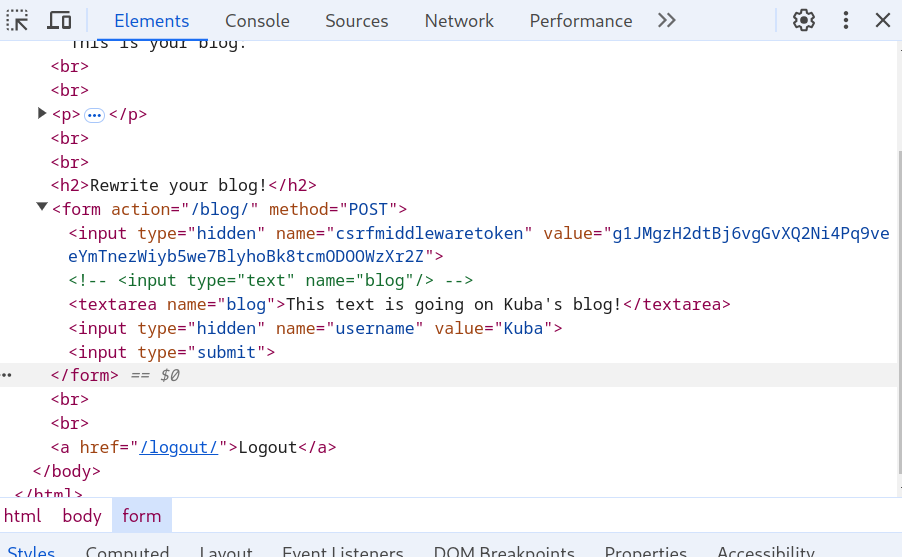 Elements Console Sources Network Performance
This is your blog.
<br>
<br>
<p> ••• </p>
<br>
<br>
<h2>Rewrite your blog!</h2>
<form action="/blog/" method="POST">
<input type="hidden" name="csrfmiddlewaretoken" value="g1JMgzH2dtBj6vgGvXQ2Ni4Pq9ve
eYmTnezWiyb5we7BlyhoBk8tcmODOOWzXr2Z">
<!-- <input type="text" name="blog"/> -->
<textarea name="blog">This text is going on Kuba's blog!</textarea>
<input type="hidden" name="username" value="Kuba">
<input type="submit">
</form> == $0
<br>
<br>
<a href="/logout/">Logout</a>
</body>
</html>
html body form
Styles Computed Layout Event Listeners DOM Breakpoints Properties Accessibility